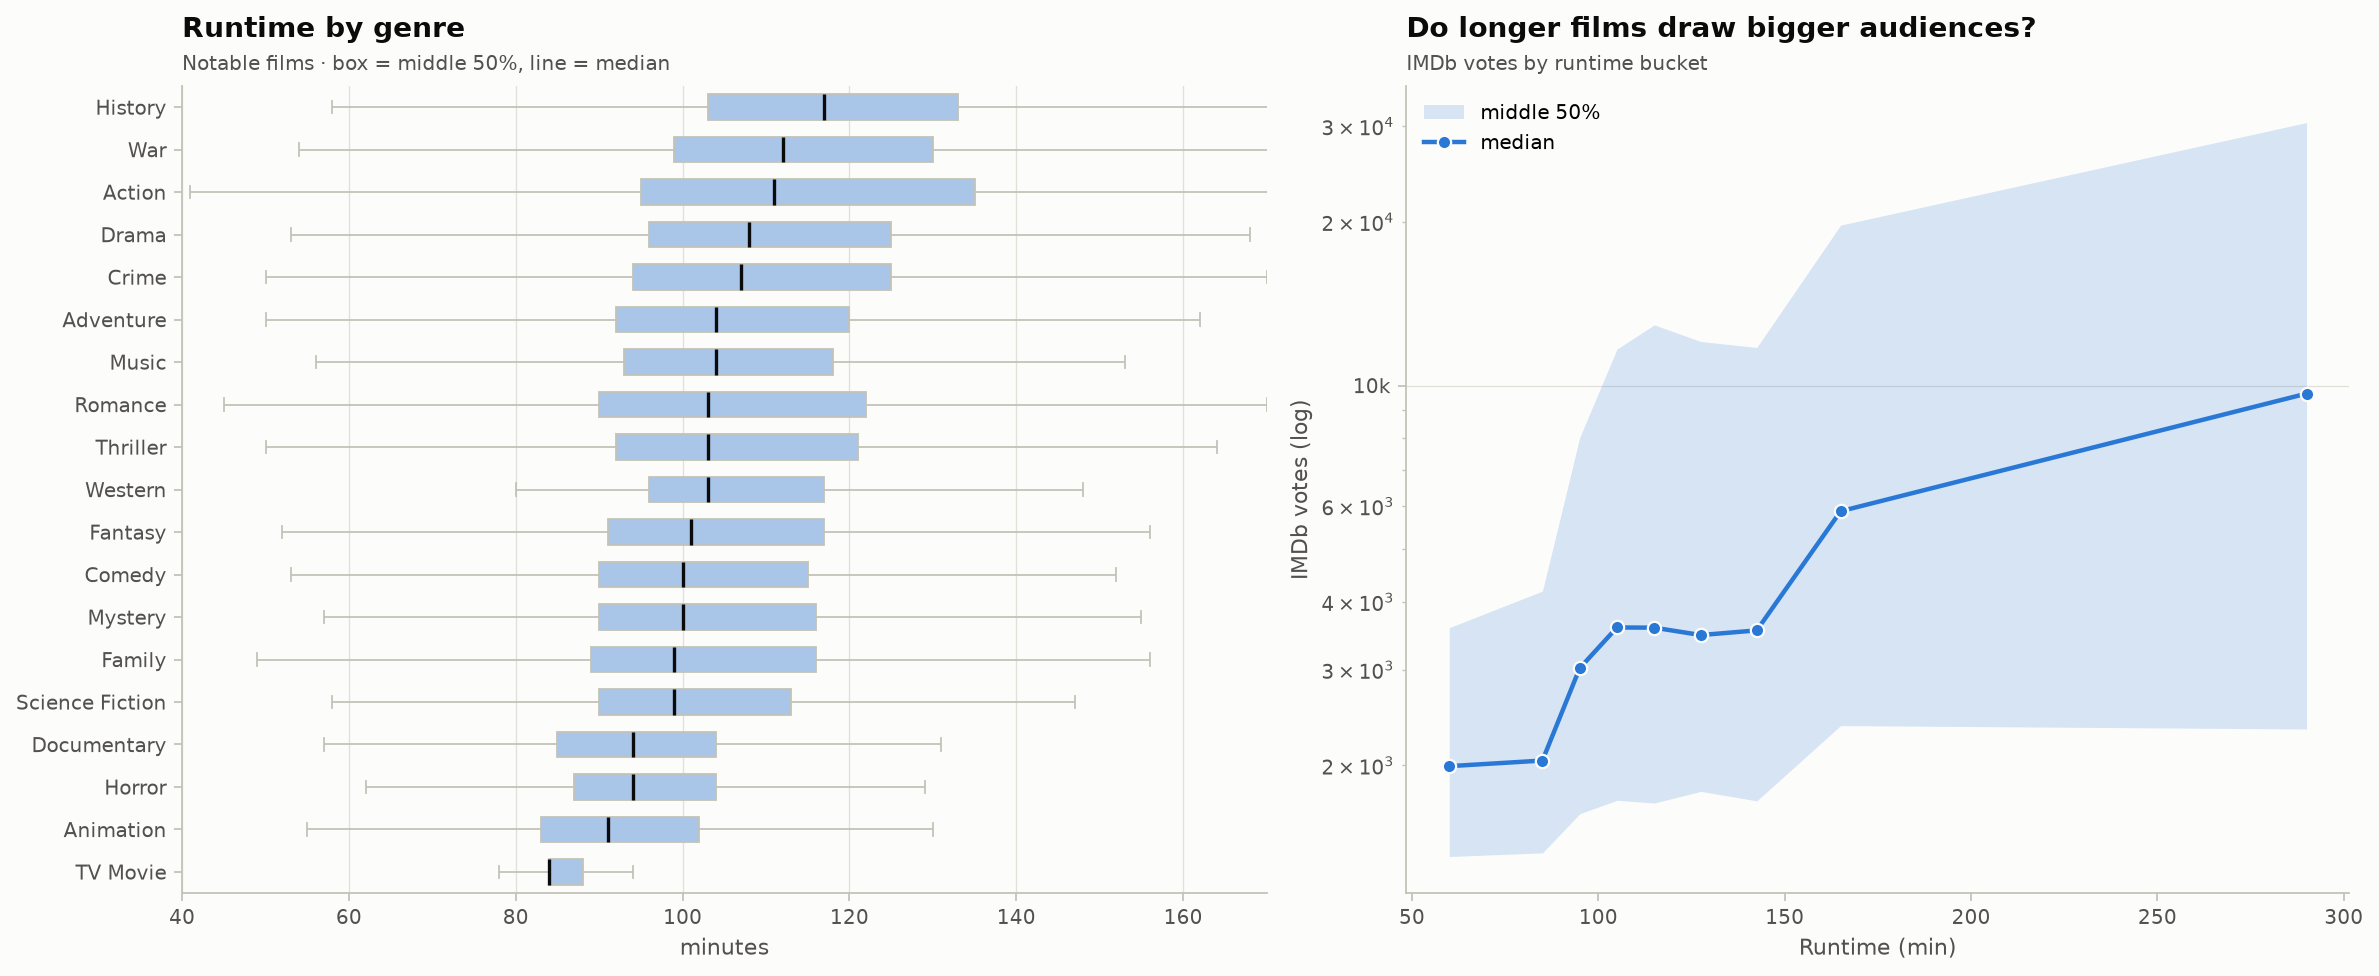 Runtime by genre
Notable films · box = middle 50%, line = median
History
War
Action
Drama
Crime
Adventure
Music
Romance
Thriller
Western
Fantasy
Comedy
Mystery
Family
Science Fiction
Documentary
Horror
Animation
TV Movie
40 60 80 100 120 140 160
minutes
Do longer films draw bigger audiences?
IMDb votes by runtime bucket
middle 50%
median
3 × 10⁴
2 × 10⁴
10k
6 × 10³
4 × 10³
3 × 10³
2 × 10³
IMDb votes (log)
50 100 150 200 250 300
Runtime (min)